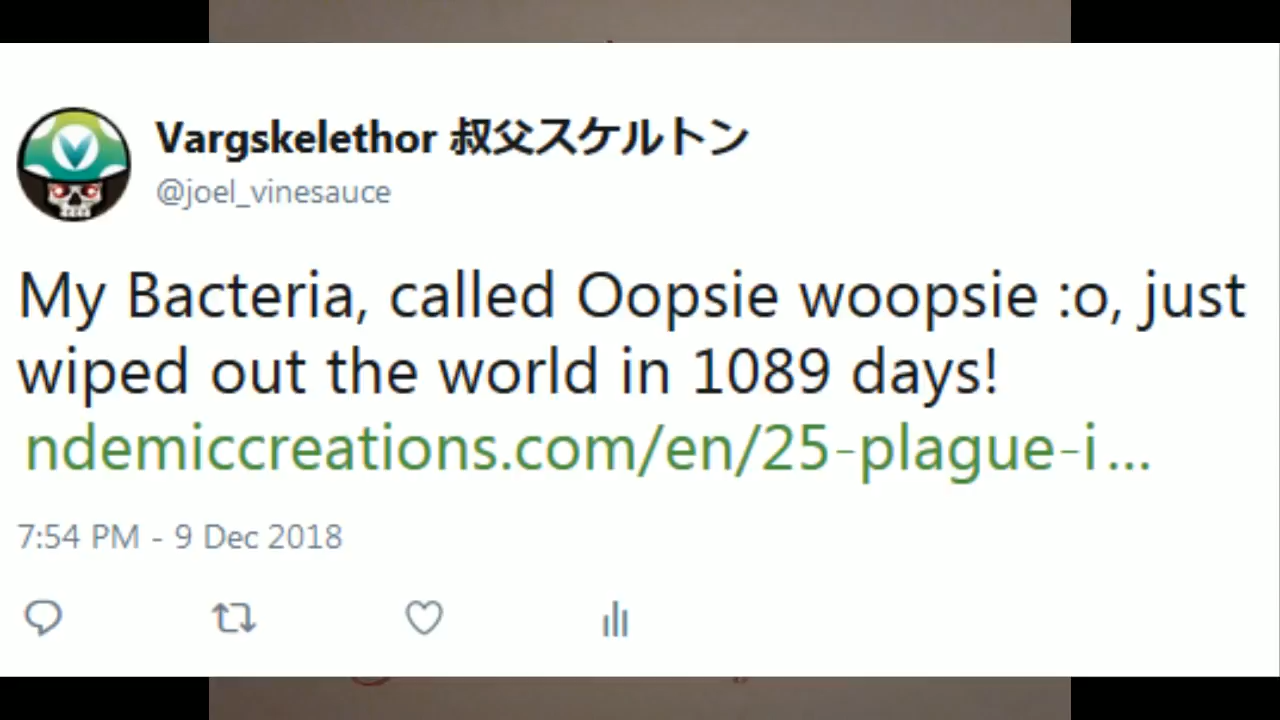 Vargskelethor 叔父スケルトン
@joel_vinesauce
My Bacteria, called Oopsie woopsie :o, just
wiped out the world in 1089 days!
ndemiccreations.com/en/25-plague-i…
7:54 PM - 9 Dec 2018